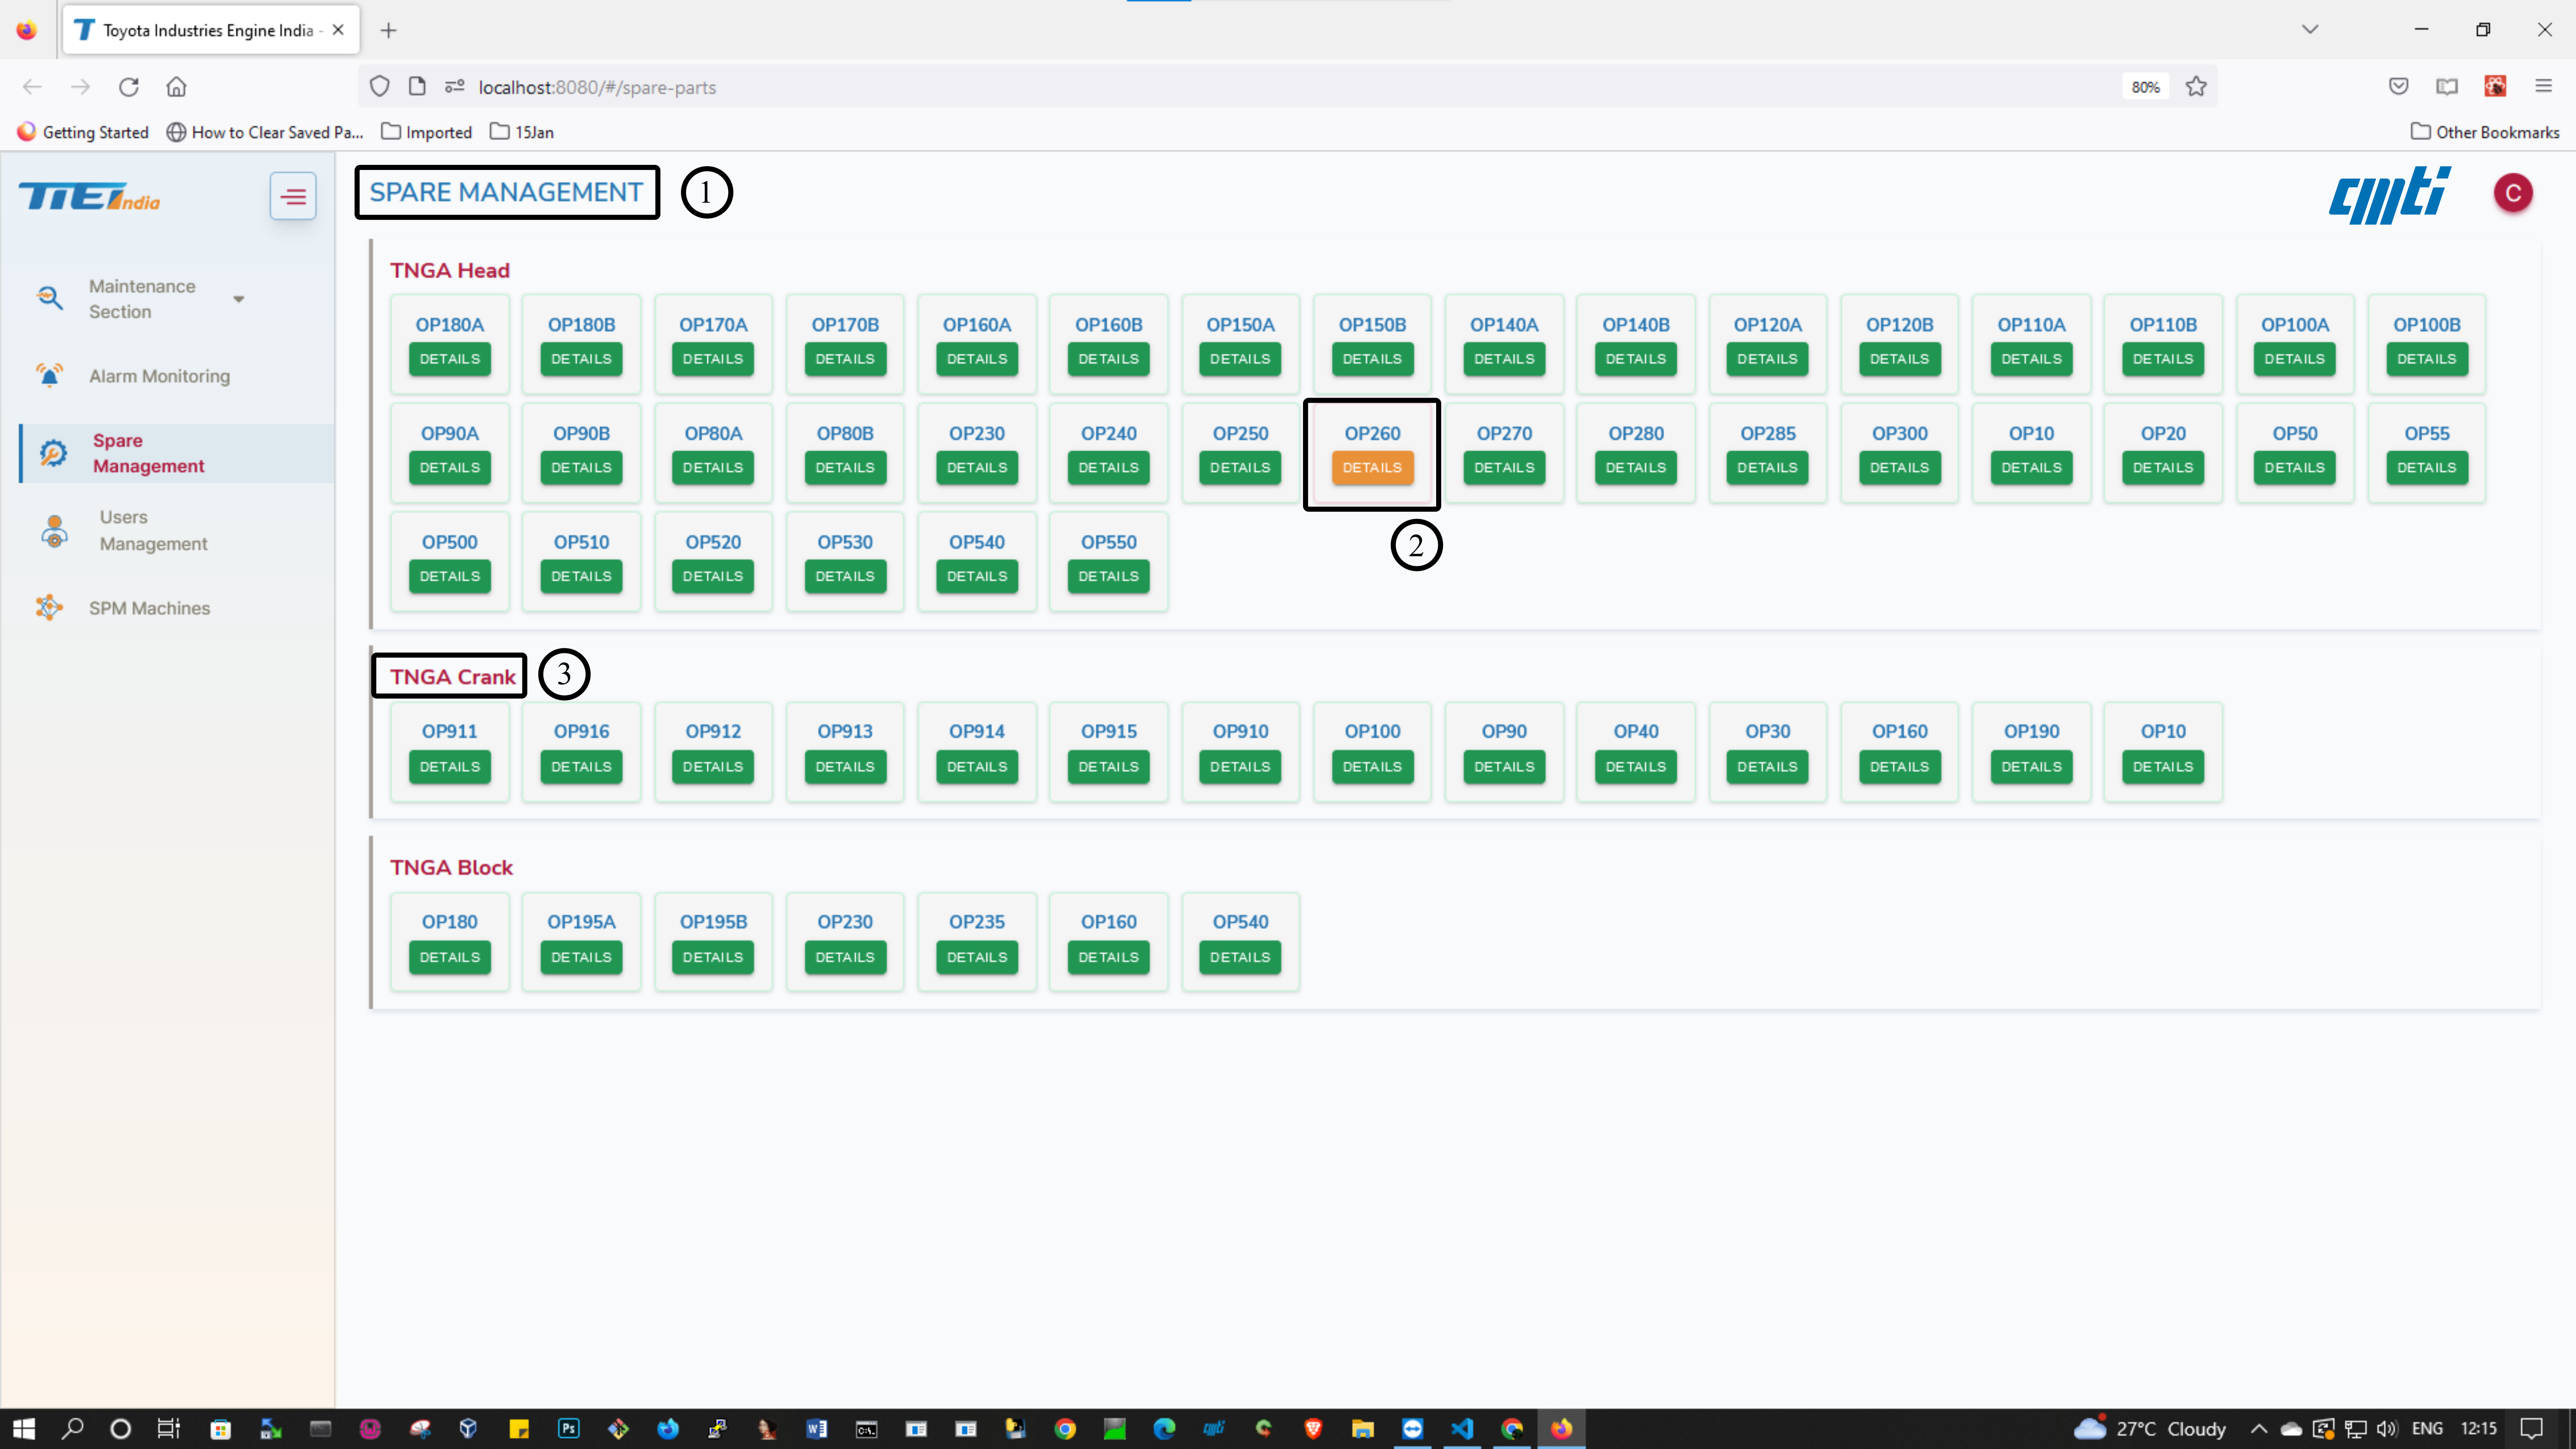 Toyota Industries Engine India -
localhost:8080/#/spare-parts
80%
Getting Started How to Clear Saved Pa... Imported 15Jan Other Bookmarks
TIEI India
SPARE MANAGEMENT 1
cmti C
Maintenance
Section
Alarm Monitoring
Spare
Management
Users
Management
SPM Machines
TNGA Head
OP180A OP180B OP170A OP170B OP160A OP160B OP150A OP150B OP140A OP140B OP120A OP120B OP110A OP110B OP100A OP100B
DETAILS DETAILS DETAILS DETAILS DETAILS DETAILS DETAILS DETAILS DETAILS DETAILS DETAILS DETAILS DETAILS DETAILS DETAILS DETAILS
OP90A OP90B OP80A OP80B OP230 OP240 OP250 OP260 OP270 OP280 OP285 OP300 OP10 OP20 OP50 OP55
DETAILS DETAILS DETAILS DETAILS DETAILS DETAILS DETAILS DETAILS DETAILS DETAILS DETAILS DETAILS DETAILS DETAILS DETAILS DETAILS
2
OP500 OP510 OP520 OP530 OP540 OP550
DETAILS DETAILS DETAILS DETAILS DETAILS DETAILS
TNGA Crank 3
OP911 OP916 OP912 OP913 OP914 OP915 OP910 OP100 OP90 OP40 OP30 OP160 OP190 OP10
DETAILS DETAILS DETAILS DETAILS DETAILS DETAILS DETAILS DETAILS DETAILS DETAILS DETAILS DETAILS DETAILS DETAILS
TNGA Block
OP180 OP195A OP195B OP230 OP235 OP160 OP540
DETAILS DETAILS DETAILS DETAILS DETAILS DETAILS DETAILS
Ps 27°C Cloudy ENG 12:15